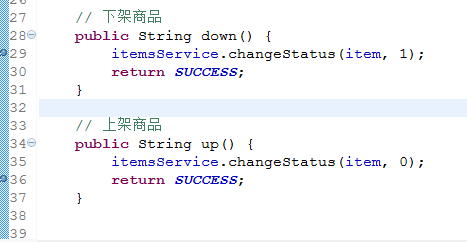 27 // 下架商品
28 public String down() {
29 itemsService.changeStatus(item, 1);
30 return SUCCESS;
31 }
32
33 // 上架商品
34 public String up() {
35 itemsService.changeStatus(item, 0);
36 return SUCCESS;
37 }
38
39